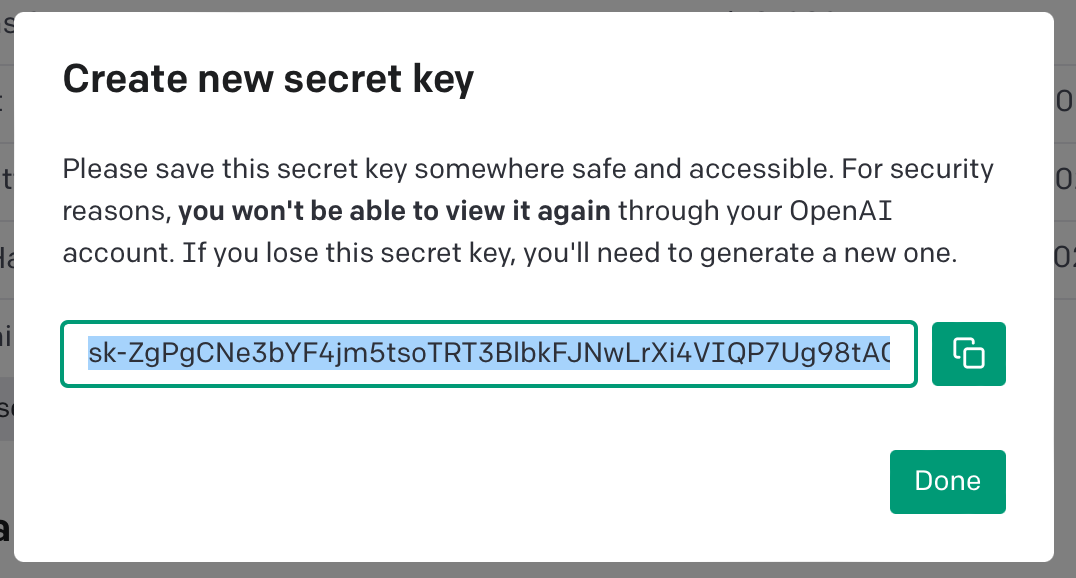 Create new secret key
Please save this secret key somewhere safe and accessible. For security
reasons, you won't be able to view it again through your OpenAI
account. If you lose this secret key, you'll need to generate a new one.
sk-ZgPgCNe3bYF4jm5tsoTRT3BlbkFJNwLrXi4VIQP7Ug98tA
Done